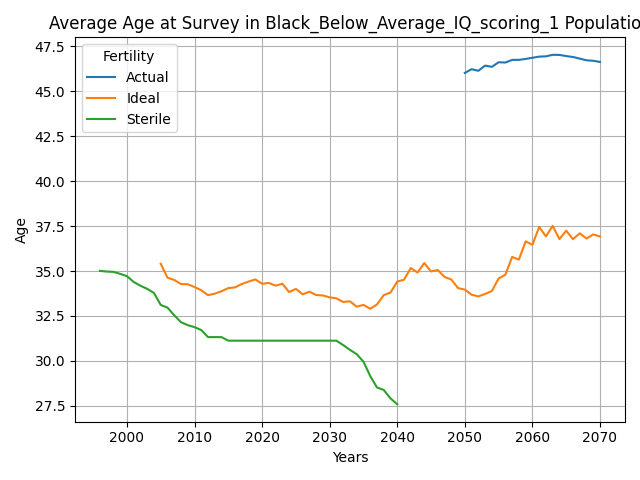 Average Age at Survey in Black_Below_Average_IQ_scoring_1 Populatio
Fertility
Actual
Ideal
Sterile
47.5
45.0
42.5
40.0
37.5
35.0
32.5
30.0
27.5
Age
2000 2010 2020 2030 2040 2050 2060 2070
Years